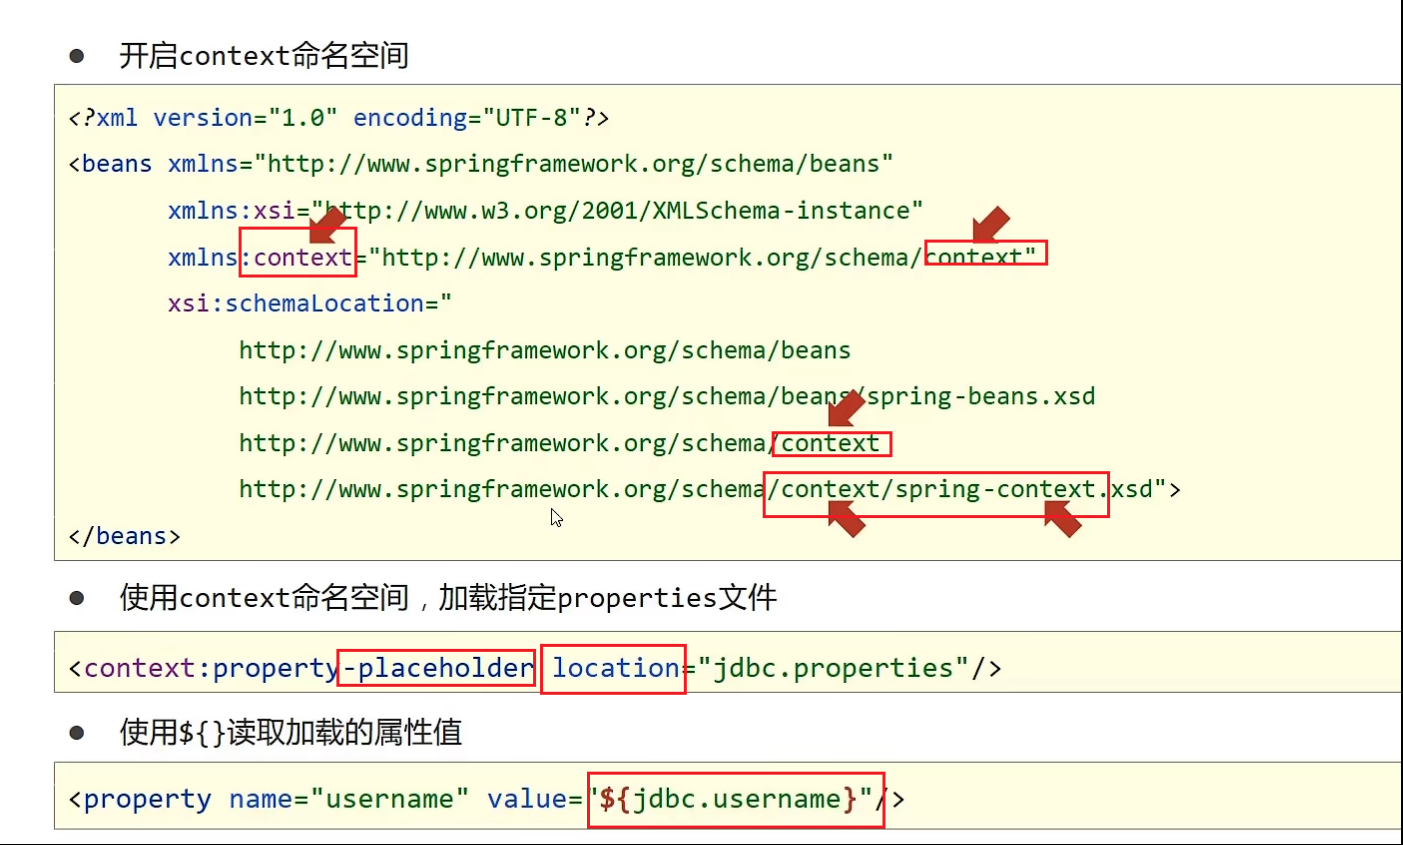 ● 开启context命名空间
<?xml version="1.0" encoding="UTF-8"?>
<beans xmlns="http://www.springframework.org/schema/beans"
xmlns:xsi="http://www.w3.org/2001/XMLSchema-instance"
xmlns:context="http://www.springframework.org/schema/context"
xsi:schemaLocation="
http://www.springframework.org/schema/beans
http://www.springframework.org/schema/beans/spring-beans.xsd
http://www.springframework.org/schema/context
http://www.springframework.org/schema/context/spring-context.xsd">
</beans>
● 使用context命名空间，加载指定properties文件
<context:property-placeholder location="jdbc.properties"/>
● 使用${}读取加载的属性值
<property name="username" value="${jdbc.username}"/>